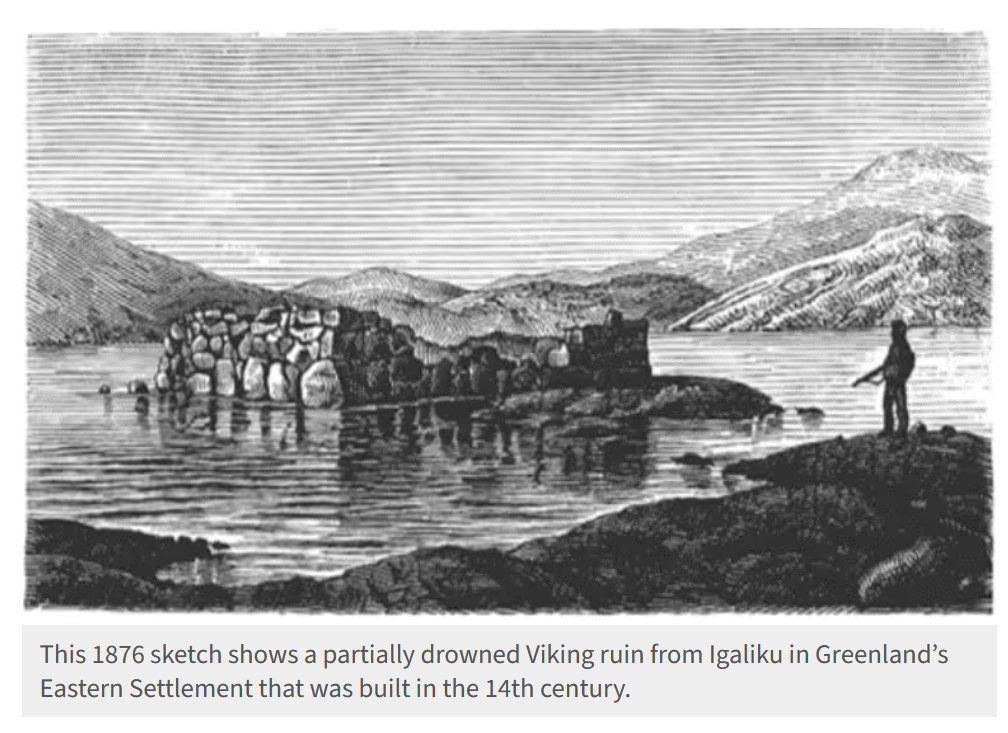 This 1876 sketch shows a partially drowned Viking ruin from Igaliku in Greenland’s
Eastern Settlement that was built in the 14th century.